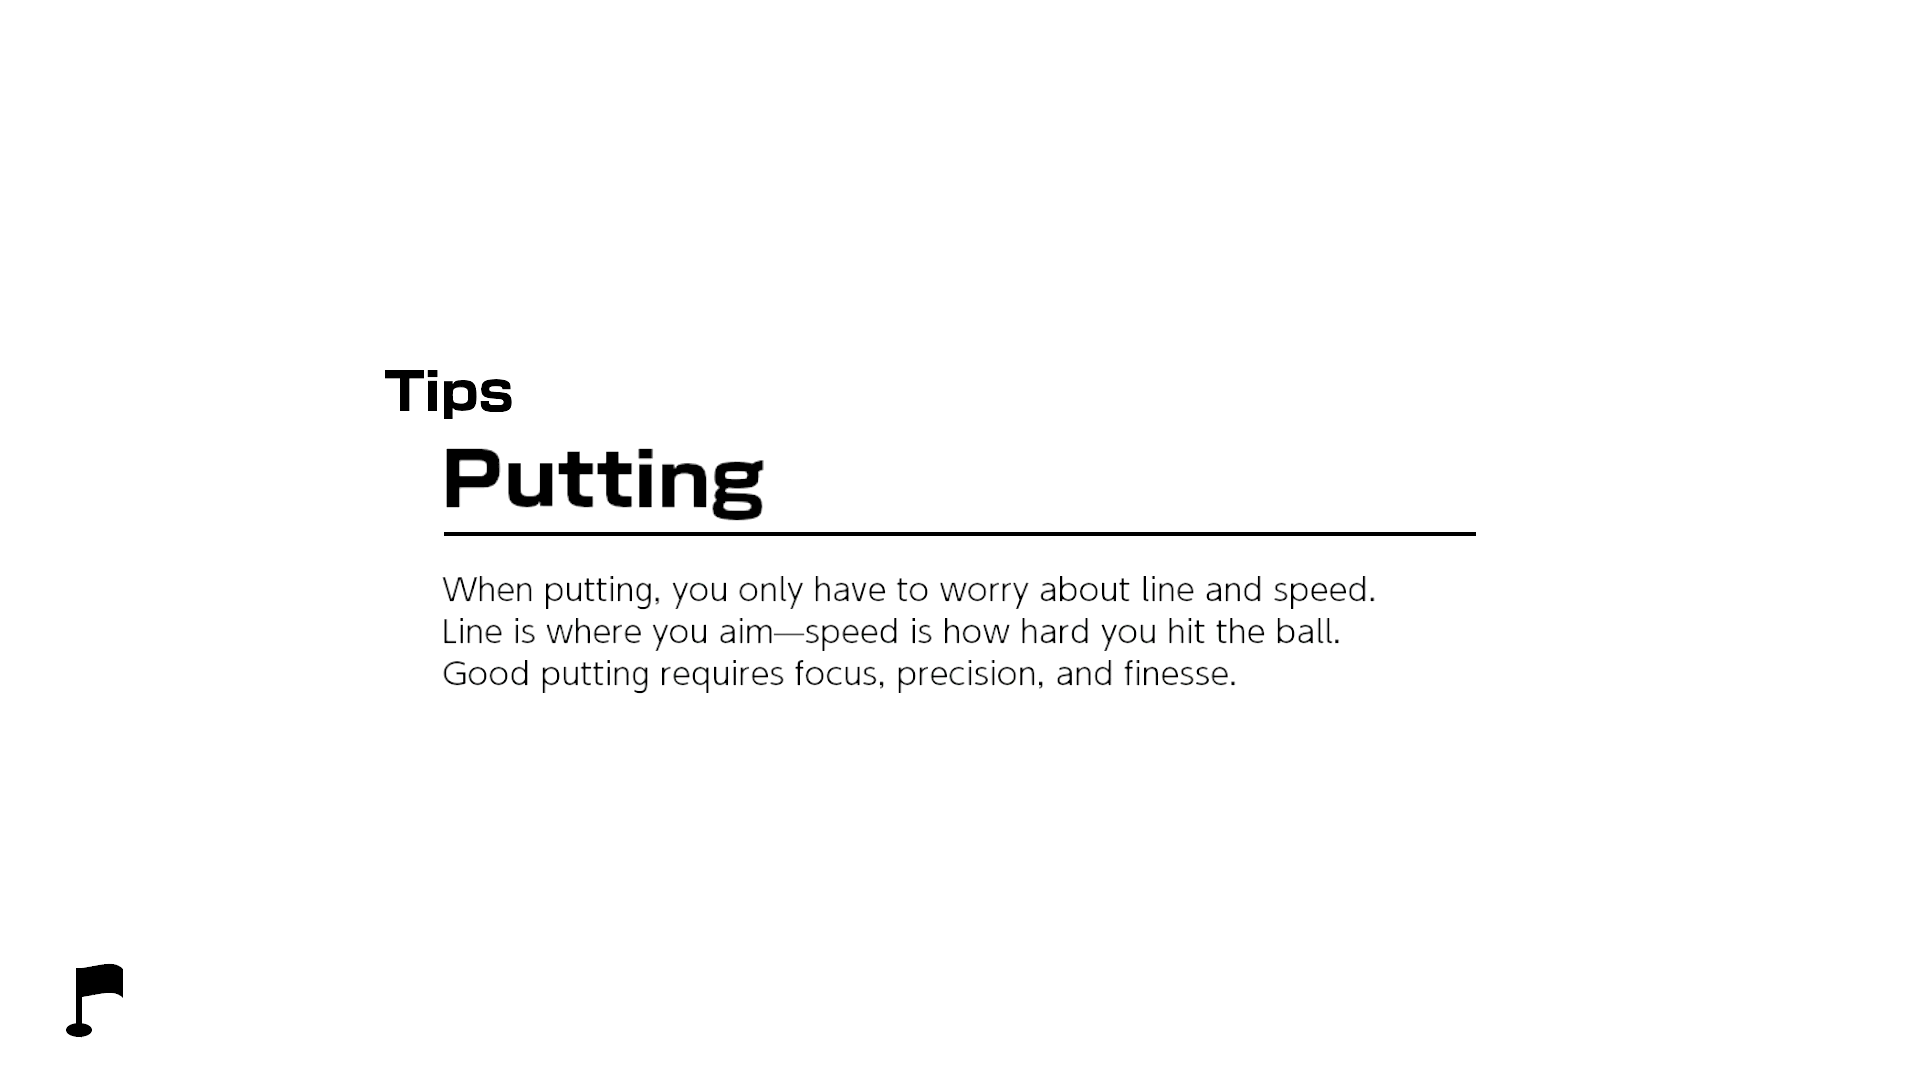 Tips
Putting
When putting, you only have to worry about line and speed.
Line is where you aim—speed is how hard you hit the ball.
Good putting requires focus, precision, and finesse.